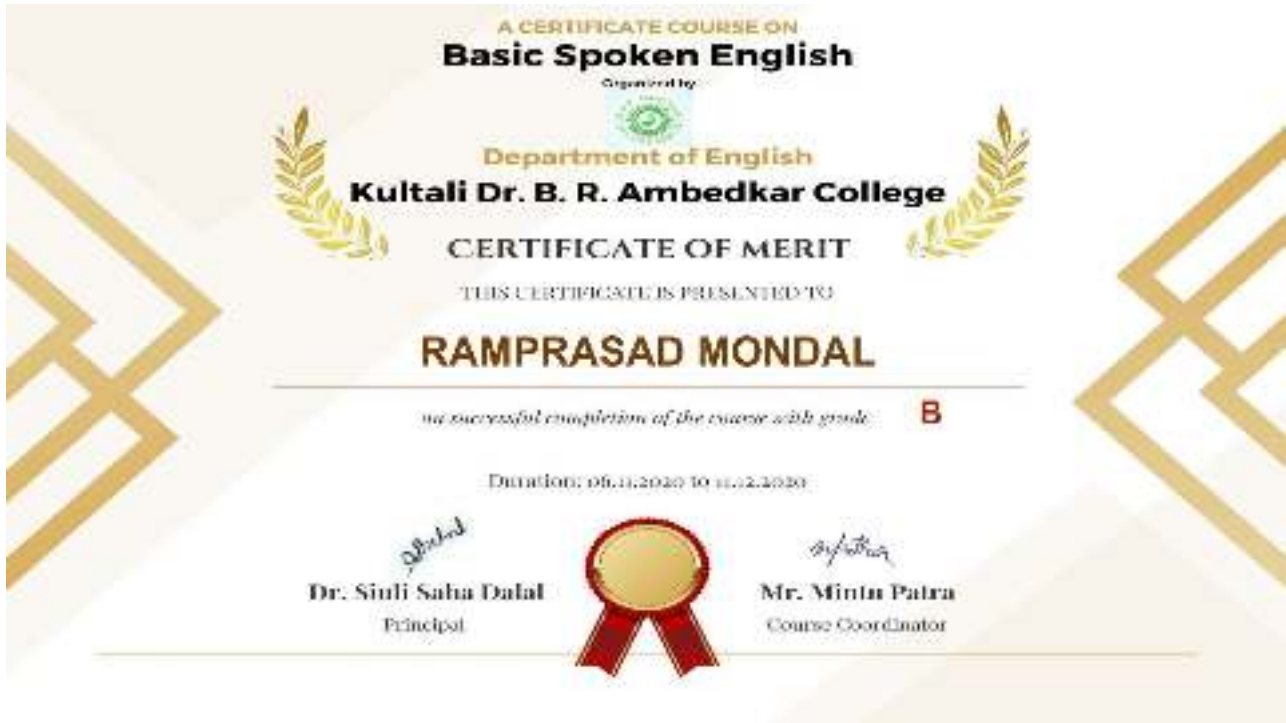 A CERTIFICATE COURSE ON
Basic Spoken English
Organized by
Department of English
Kultali Dr. B. R. Ambedkar College
CERTIFICATE OF MERIT
THIS CERTIFICATE IS PRESENTED TO
RAMPRASAD MONDAL
on successful completion of the course with grade B
Duration: 06.11.2020 to 11.12.2020
Dr. Siuli Saha Dalal Mr. Mintu Patra
Principal Course Coordinator